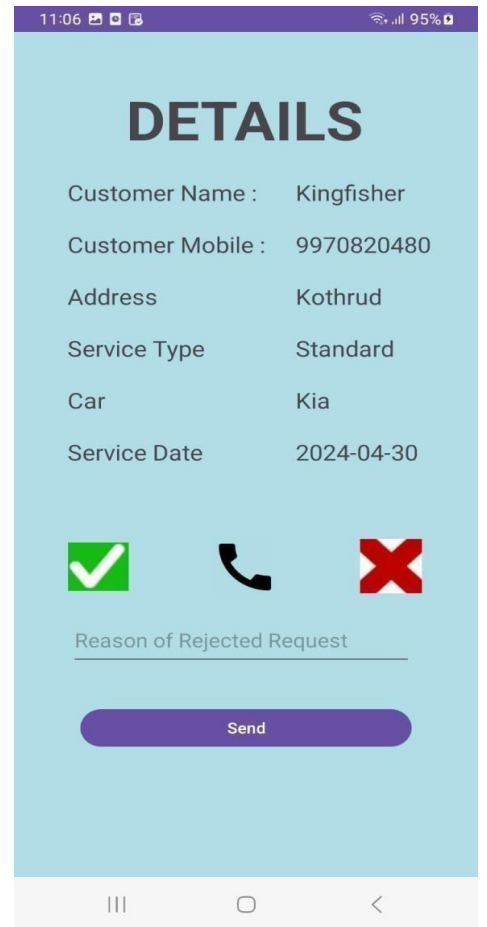 11:06 95%
DETAILS
Customer Name : Kingfisher
Customer Mobile : 9970820480
Address Kothrud
Service Type Standard
Car Kia
Service Date 2024-04-30
Reason of Rejected Request
Send